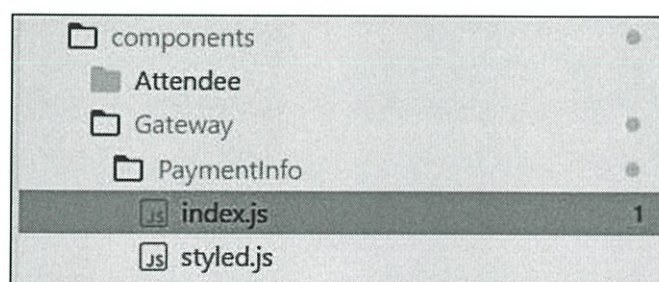 components
Attendee
Gateway
PaymentInfo
JS index.js 1
JS styled.js